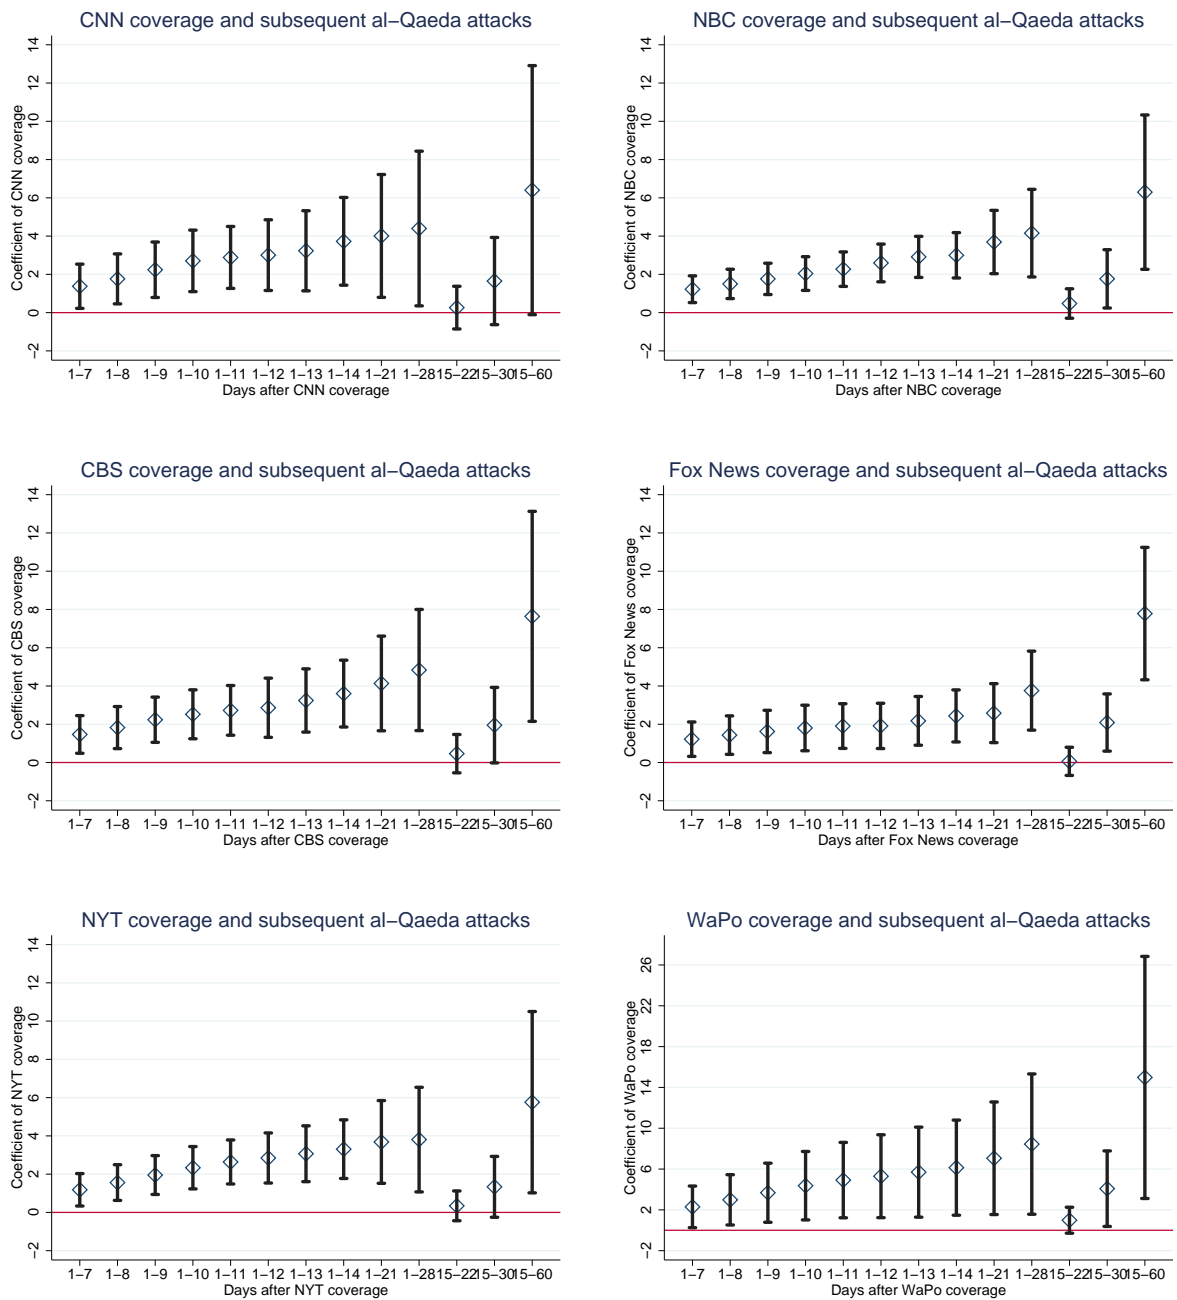 CNN coverage and subsequent al−Qaeda attacks
Coefficient of CNN coverage
14
12
10
8
6
4
2
0
−2
1−7 1−8 1−9 1−10 1−11 1−12 1−13 1−14 1−21 1−28 15−22 15−30 15−60
Days after CNN coverage
NBC coverage and subsequent al−Qaeda attacks
Coefficient of NBC coverage
14
12
10
8
6
4
2
0
−2
1−7 1−8 1−9 1−10 1−11 1−12 1−13 1−14 1−21 1−28 15−22 15−30 15−60
Days after NBC coverage
CBS coverage and subsequent al−Qaeda attacks
Coefficient of CBS coverage
14
12
10
8
6
4
2
0
−2
1−7 1−8 1−9 1−10 1−11 1−12 1−13 1−14 1−21 1−28 15−22 15−30 15−60
Days after CBS coverage
Fox News coverage and subsequent al−Qaeda attacks
Coefficient of Fox News coverage
14
12
10
8
6
4
2
0
−2
1−7 1−8 1−9 1−10 1−11 1−12 1−13 1−14 1−21 1−28 15−22 15−30 15−60
Days after Fox News coverage
NYT coverage and subsequent al−Qaeda attacks
Coefficient of NYT coverage
14
12
10
8
6
4
2
0
−2
1−7 1−8 1−9 1−10 1−11 1−12 1−13 1−14 1−21 1−28 15−22 15−30 15−60
Days after NYT coverage
WaPo coverage and subsequent al−Qaeda attacks
Coefficient of WaPo coverage
26
22
18
14
10
6
2
−2
1−7 1−8 1−9 1−10 1−11 1−12 1−13 1−14 1−21 1−28 15−22 15−30 15−60
Days after WaPo coverage